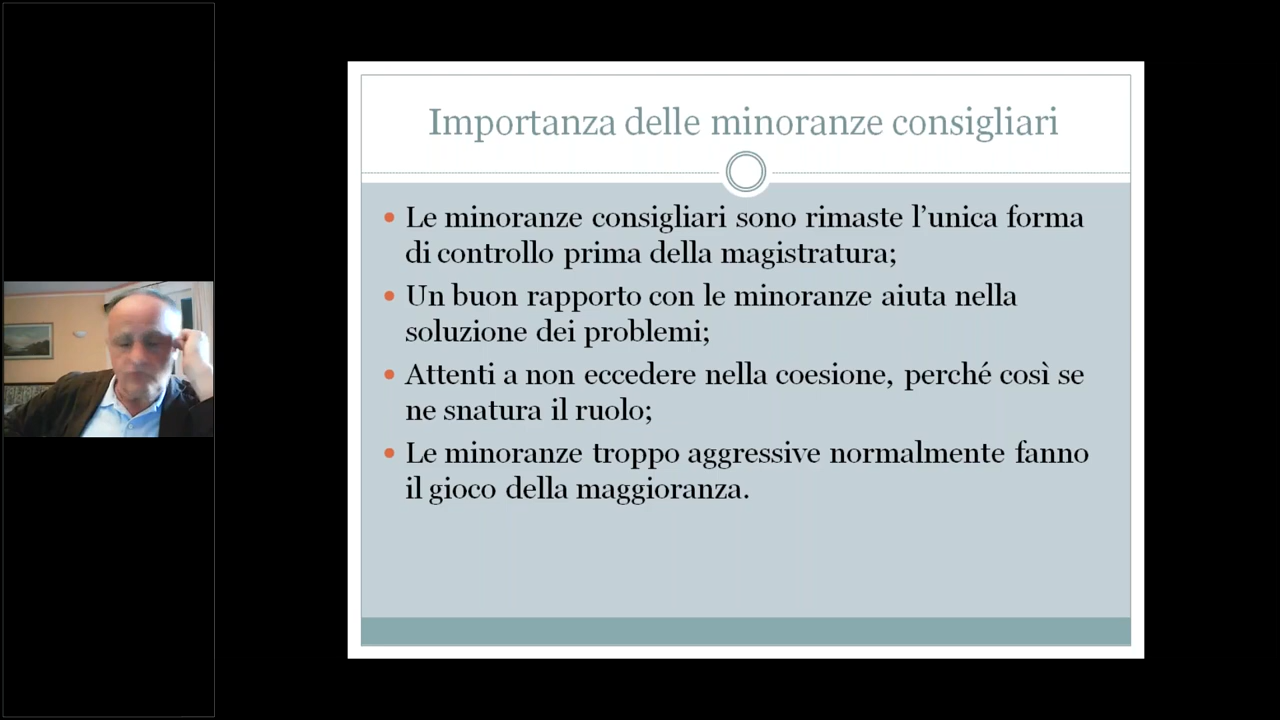 Importanza delle minoranze consigliari
Le minoranze consigliari sono rimaste l’unica forma
di controllo prima della magistratura;
Un buon rapporto con le minoranze aiuta nella
soluzione dei problemi;
Attenti a non eccedere nella coesione, perché così se
ne snatura il ruolo;
Le minoranze troppo aggressive normalmente fanno
il gioco della maggioranza.